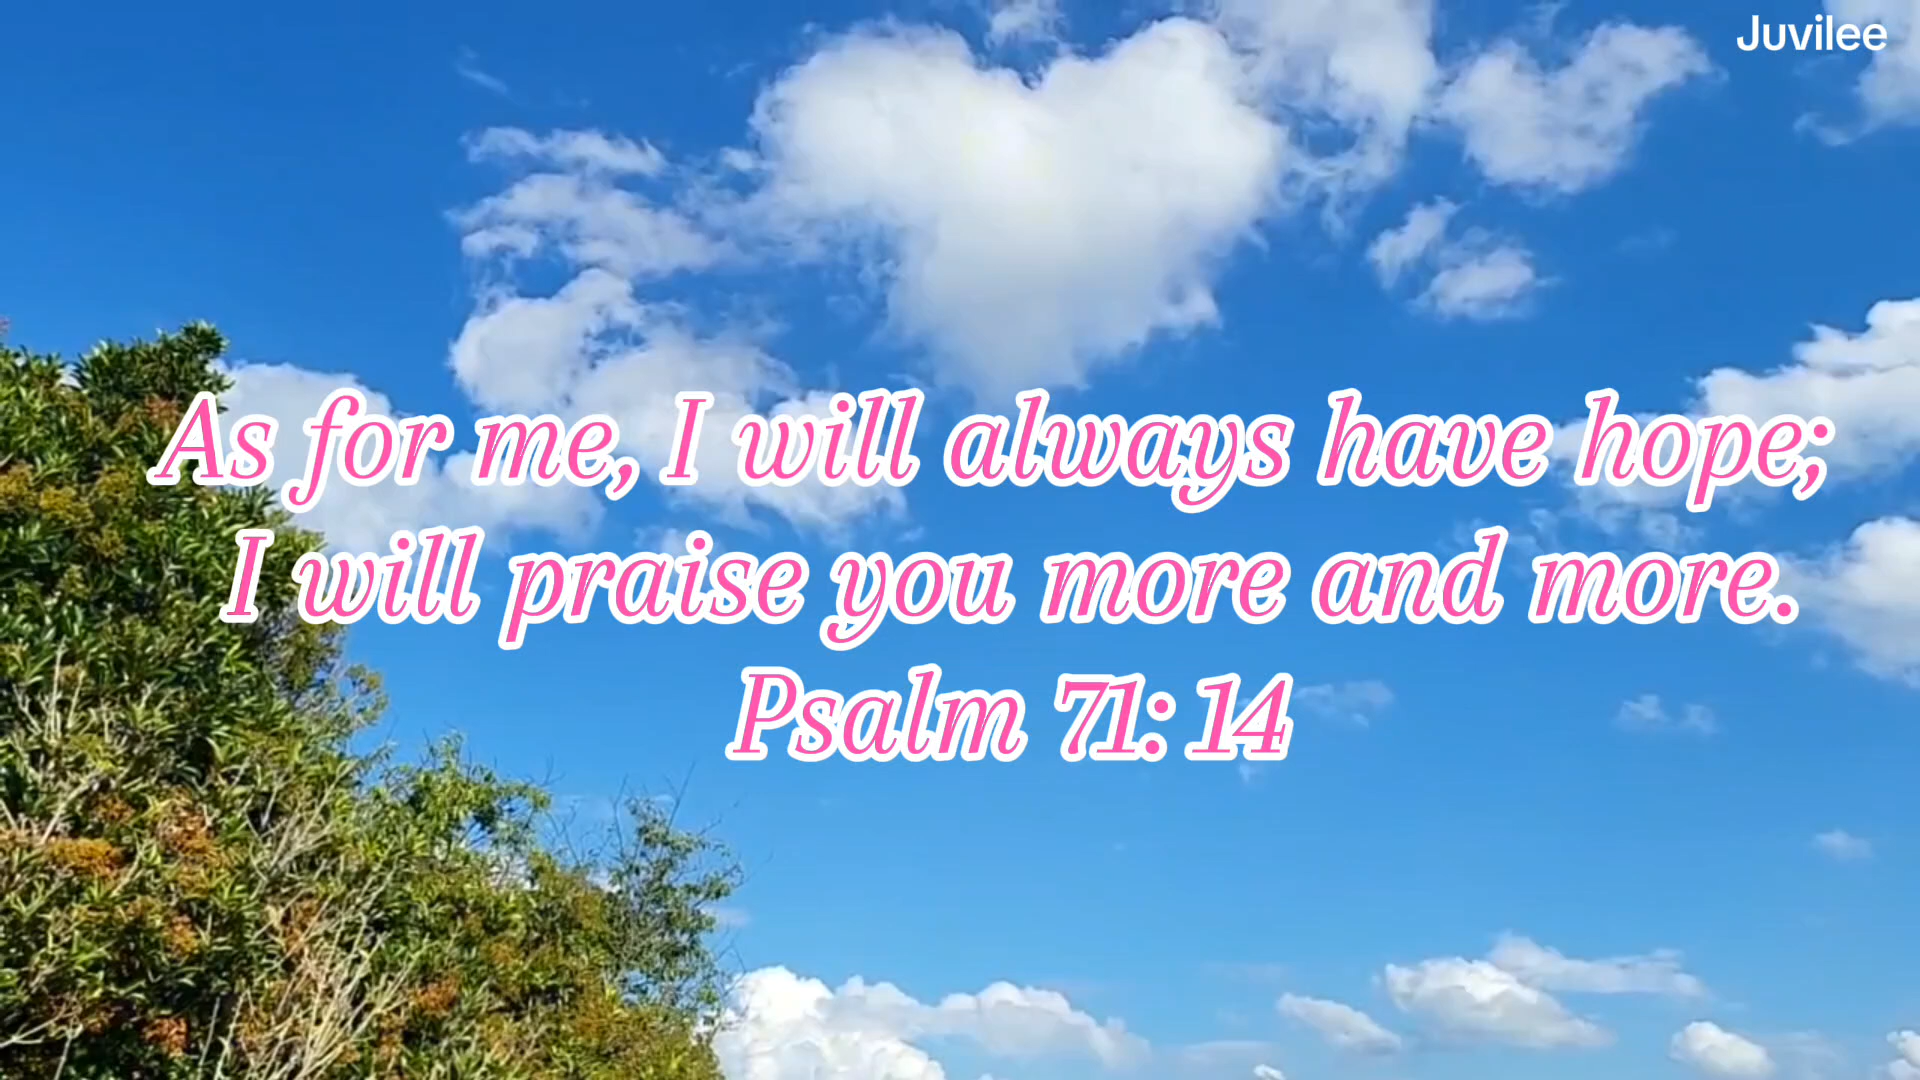 Juvilee
As for me, I will always have hope;
I will praise you more and more.
Psalm 71: 14